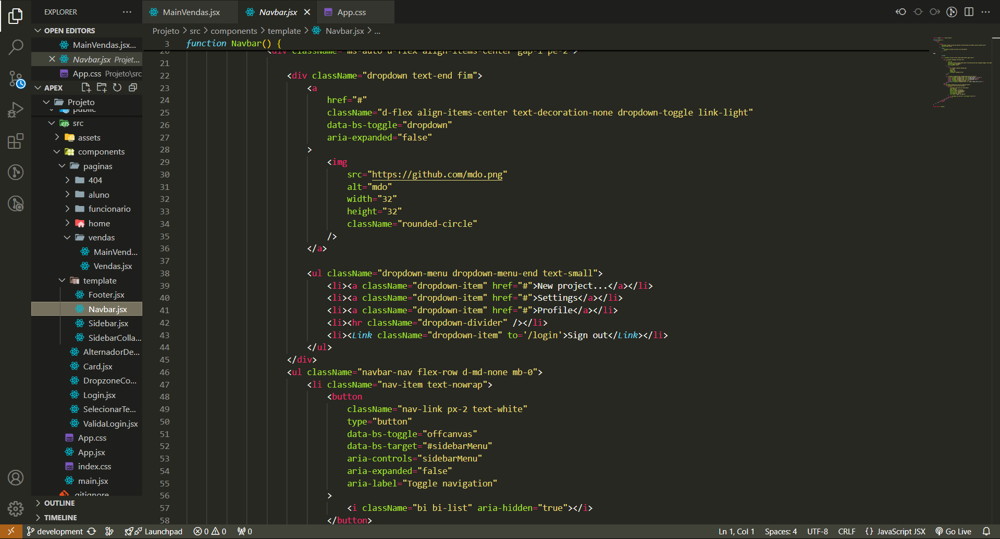 EXPLORER
MainVendas.jsx
Navbar.jsx
App.css
OPEN EDITORS
MainVendas.jsx...
Navbar.jsx Projet...
App.css Projeto\src
APEX
Projeto
public
src
assets
components
paginas
404
aluno
funcionario
home
vendas
MainVend...
Vendas.jsx
template
Footer.jsx
Navbar.jsx
Sidebar.jsx
SidebarColla...
AlternadorDe...
Card.jsx
DropzoneCo...
Login.jsx
SelecionarTe...
ValidaLogin.jsx
App.css
App.jsx
index.css
main.jsx
.gitignore
OUTLINE
TIMELINE
Projeto > src > components > template > Navbar.jsx > ...
3 function Navbar() {
20 <div className="ms-auto d-flex align-items-center gap-1 pe-2">
21
22 <div className="dropdown text-end fim">
23 <a
24 href="#"
25 className="d-flex align-items-center text-decoration-none dropdown-toggle link-light"
26 data-bs-toggle="dropdown"
27 aria-expanded="false"
28 >
29 <img
30 src="https://github.com/mdo.png"
31 alt="mdo"
32 width="32"
33 height="32"
34 className="rounded-circle"
35 />
36 </a>
37
38 <ul className="dropdown-menu dropdown-menu-end text-small">
39 <li><a className="dropdown-item" href="#">New project...</a></li>
40 <li><a className="dropdown-item" href="#">Settings</a></li>
41 <li><a className="dropdown-item" href="#">Profile</a></li>
42 <li><hr className="dropdown-divider" /></li>
43 <li><Link className="dropdown-item" to='/login'>Sign out</Link></li>
44 </ul>
45 </div>
46 <ul className="navbar-nav flex-row d-md-none mb-0">
47 <li className="nav-item text-nowrap">
48 <button
49 className="nav-link px-2 text-white"
50 type="button"
51 data-bs-toggle="offcanvas"
52 data-bs-target="#sidebarMenu"
53 aria-controls="sidebarMenu"
54 aria-expanded="false"
55 aria-label="Toggle navigation"
56 >
57 <i className="bi bi-list" aria-hidden="true"></i>
58 </button>
development
Launchpad
0 0
0
Ln 1, Col 1
Spaces: 4
UTF-8
CRLF
{} JavaScript JSX
Go Live